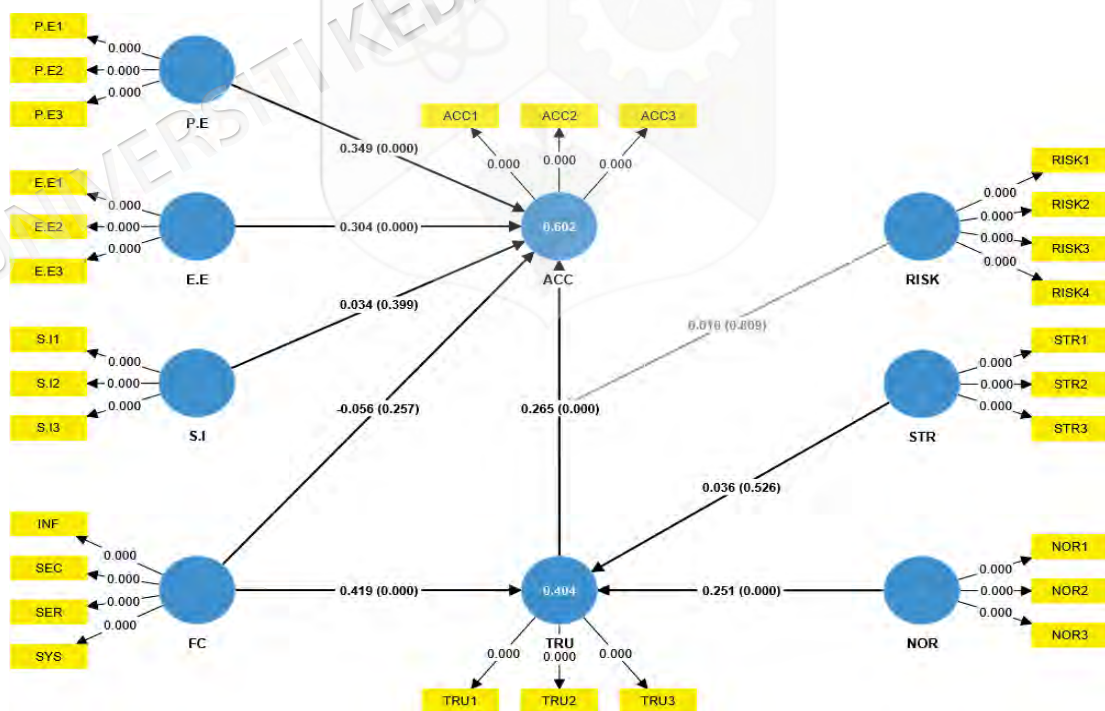 UNIVERSITI
P.E1
0.000
P.E2
0.000
P.E3
0.000
P.E
ACC1
ACC2
ACC3
0.000
0.000
0.000
0.349 (0.000)
E.E1
0.000
E.E2
0.000
E.E3
0.000
E.E
0.304 (0.000)
0.602
ACC
RISK1
0.000
RISK2
0.000
RISK3
0.000
RISK4
0.000
RISK
0.034 (0.399)
S.I1
0.000
S.I2
0.000
S.I3
0.000
S.I
-0.056 (0.257)
0.265 (0.000)
STR1
0.000
STR2
0.000
STR3
0.000
STR
0.036 (0.526)
INF
0.000
SEC
0.000
SER
0.000
SYS
0.000
FC
0.419 (0.000)
0.404
TRU
0.251 (0.000)
NOR1
0.000
NOR2
0.000
NOR3
0.000
NOR
0.000
0.000
0.000
TRU1
TRU2
TRU3